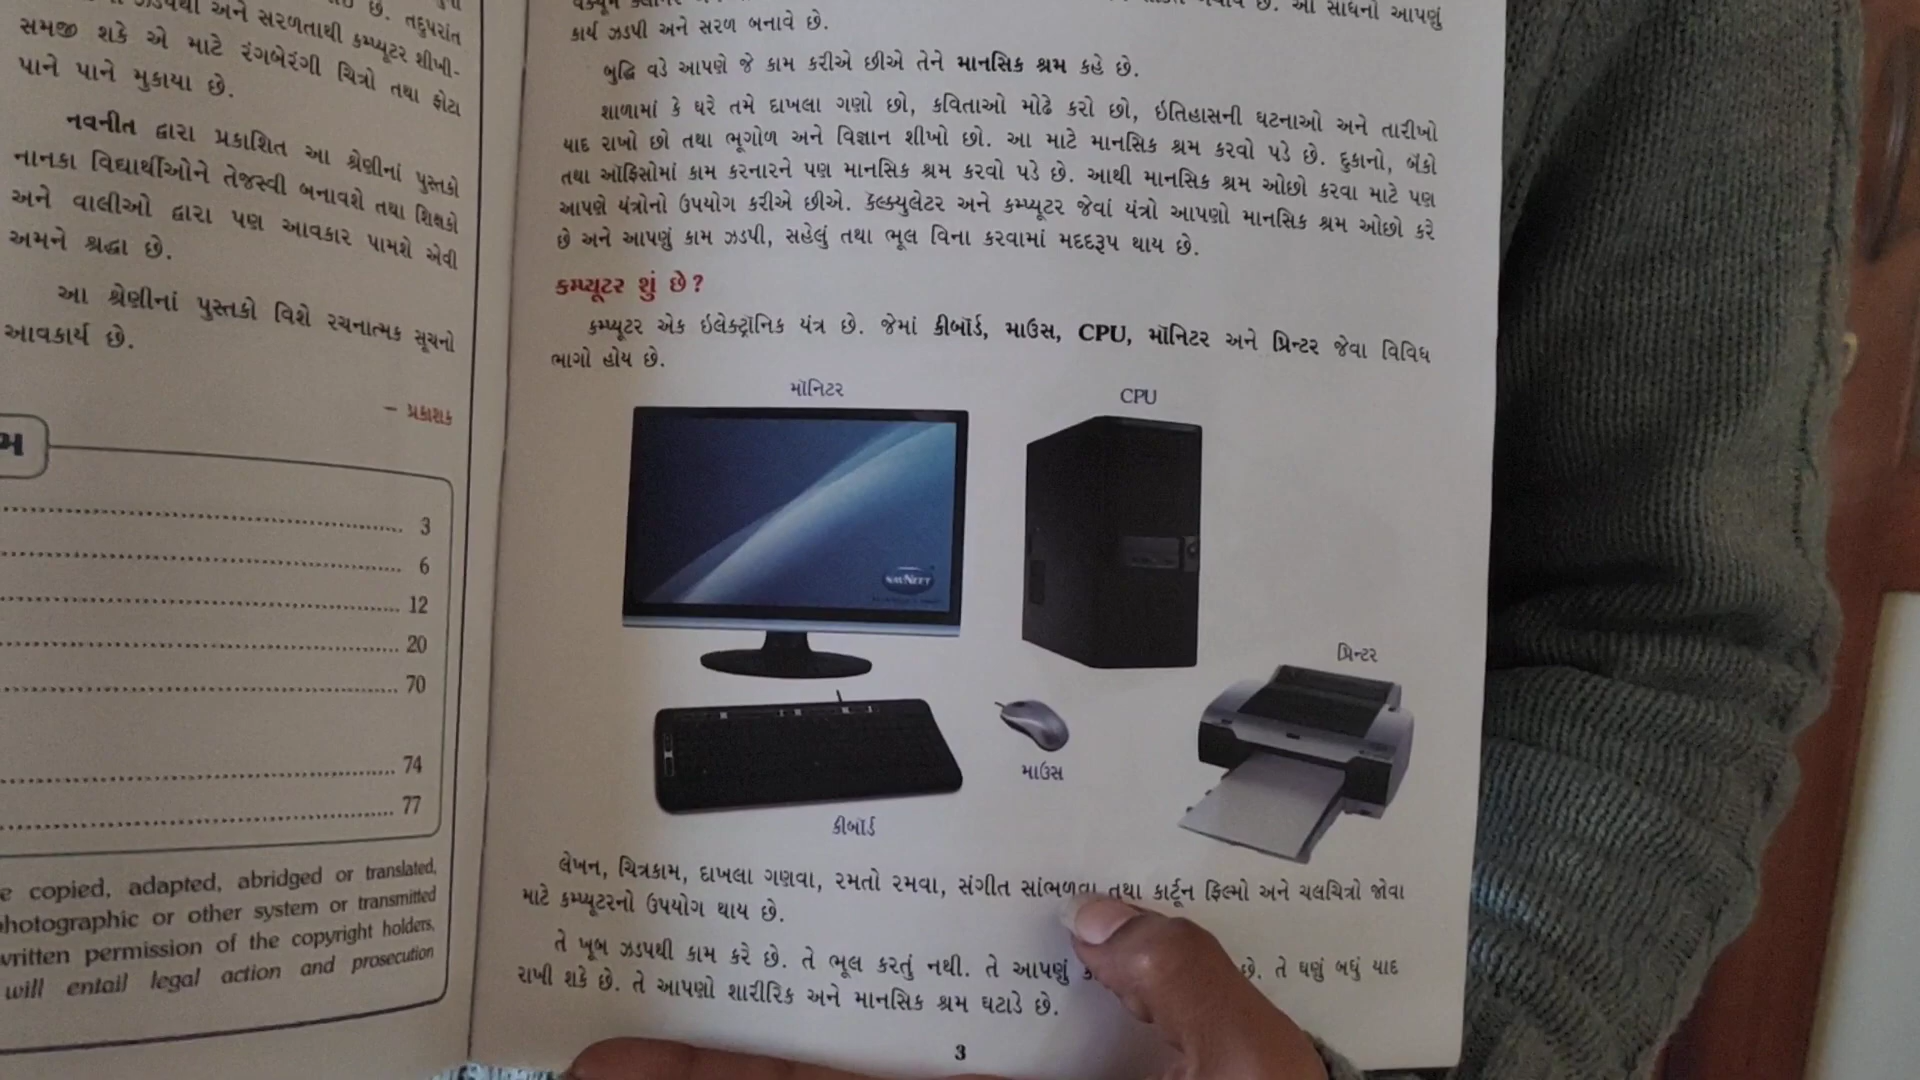 અને સરળતાથી કમ્પ્યૂટર શીખી-
સમજી શકે એ માટે રંગબેરંગી ચિત્રો તથા ફોટા
પાને પાને મુકાયા છે.
નવનીત દ્વારા પ્રકાશિત આ શ્રેણીનાં પુસ્તકો
નાનકા વિદ્યાર્થીઓને તેજસ્વી બનાવશે તથા શિક્ષકો
અને વાલીઓ દ્વારા પણ આવકાર પામશે એવી
અમને શ્રદ્ધા છે.
આ શ્રેણીનાં પુસ્તકો વિશે રચનાત્મક સૂચનો
આવકાર્ય છે.
– પ્રકાશક
મ
3
6
12
20
70
74
77
e copied, adapted, abridged or translated,
photographic or other system or transmitted
written permission of the copyright holders.
will entail legal action and prosecution
છે. આ સાધનો આપણું
કાર્ય ઝડપી અને સરળ બનાવે છે.
બુદ્ધિ વડે આપણે જે કામ કરીએ છીએ તેને માનસિક શ્રમ કહે છે.
શાળામાં કે ઘરે તમે દાખલા ગણો છો, કવિતાઓ મોઢે કરો છો, ઇતિહાસની ઘટનાઓ અને તારીખો
યાદ રાખો છો તથા ભૂગોળ અને વિજ્ઞાન શીખો છો. આ માટે માનસિક શ્રમ કરવો પડે છે. દુકાનો, બૅંકો
તથા ઑફિસોમાં કામ કરનારને પણ માનસિક શ્રમ કરવો પડે છે. આથી માનસિક શ્રમ ઓછો કરવા માટે પણ
આપણે યંત્રોનો ઉપયોગ કરીએ છીએ. કૅલ્ક્યુલેટર અને કમ્પ્યૂટર જેવાં યંત્રો આપણો માનસિક શ્રમ ઓછો કરે
છે અને આપણું કામ ઝડપી, સહેલું તથા ભૂલ વિના કરવામાં મદદરૂપ થાય છે.
કમ્પ્યૂટર શું છે?
કમ્પ્યૂટર એક ઇલેક્ટ્રૉનિક યંત્ર છે. જેમાં કીબૉર્ડ, માઉસ, CPU, મૉનિટર અને પ્રિન્ટર જેવા વિવિધ
ભાગો હોય છે.
મૉનિટર
CPU
NAVNEET
પ્રિન્ટર
માઉસ
કીબૉર્ડ
લેખન, ચિત્રકામ, દાખલા ગણવા, રમતો રમવા, સંગીત સાંભળવા તથા કાર્ટૂન ફિલ્મો અને ચલચિત્રો જોવા
માટે કમ્પ્યૂટરનો ઉપયોગ થાય છે.
તે ખૂબ ઝડપથી કામ કરે છે. તે ભૂલ કરતું નથી. તે આપણું છે. તે ઘણું બધું યાદ
રાખી શકે છે. તે આપણો શારીરિક અને માનસિક શ્રમ ઘટાડે છે.
3